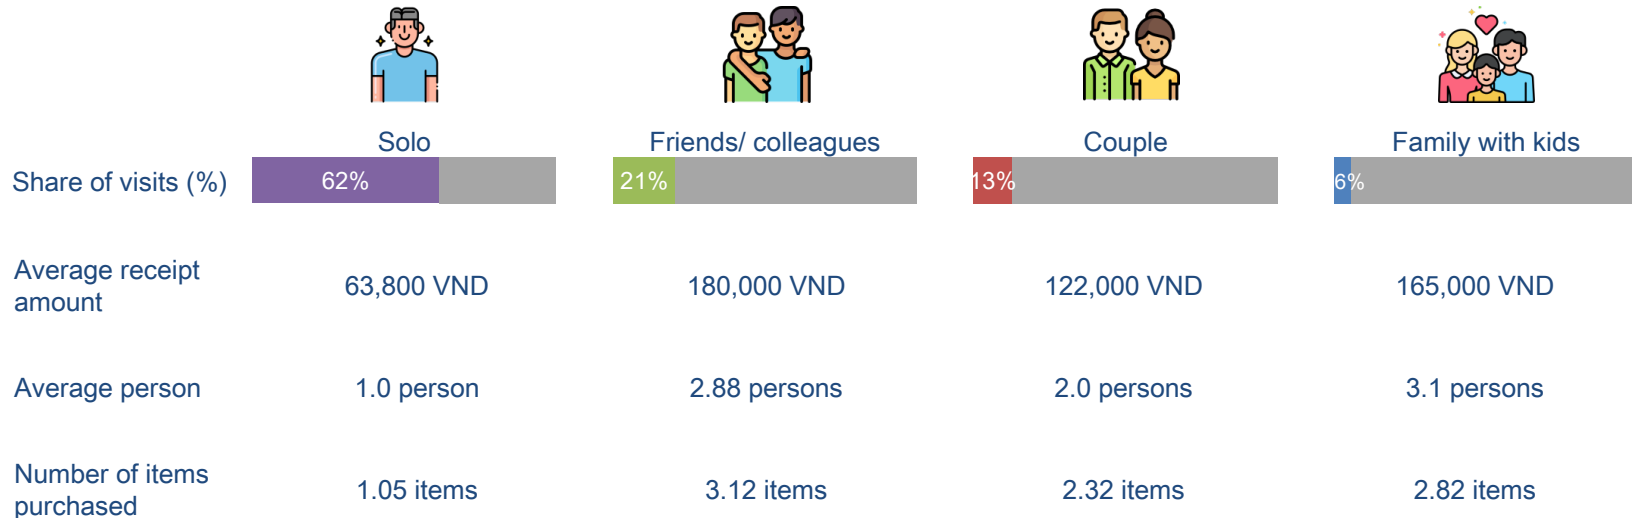 Solo
Friends/ colleagues
Couple
Family with kids
Share of visits (%)
62%
21%
13%
6%
Average receipt
amount
63,800 VND
180,000 VND
122,000 VND
165,000 VND
Average person
1.0 person
2.88 persons
2.0 persons
3.1 persons
Number of items
purchased
1.05 items
3.12 items
2.32 items
2.82 items